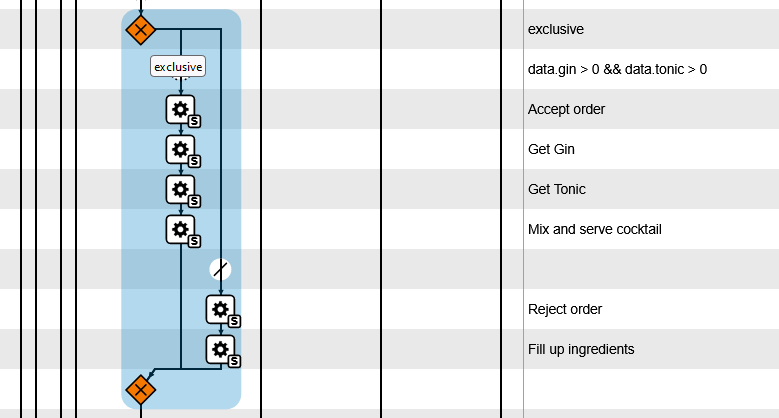 exclusive
exclusive
data.gin > 0 && data.tonic > 0
Accept order
S
Get Gin
S
Get Tonic
S
Mix and serve cocktail
S
Reject order
S
Fill up ingredients
S